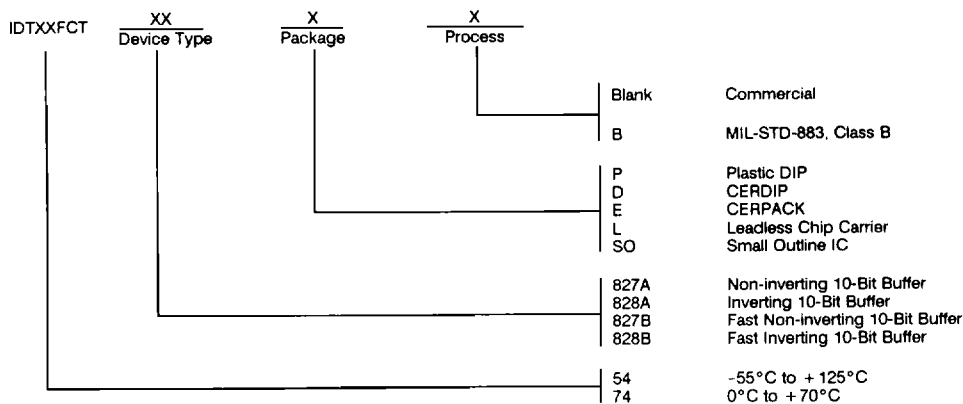 IDTXXFCT XX X X
Device Type Package Process
Blank Commercial
B MIL-STD-883, Class B
P Plastic DIP
D CERDIP
E CERPACK
L Leadless Chip Carrier
SO Small Outline IC
827A Non-inverting 10-Bit Buffer
828A Inverting 10-Bit Buffer
827B Fast Non-inverting 10-Bit Buffer
828B Fast Inverting 10-Bit Buffer
54 -55°C to +125°C
74 0°C to +70°C